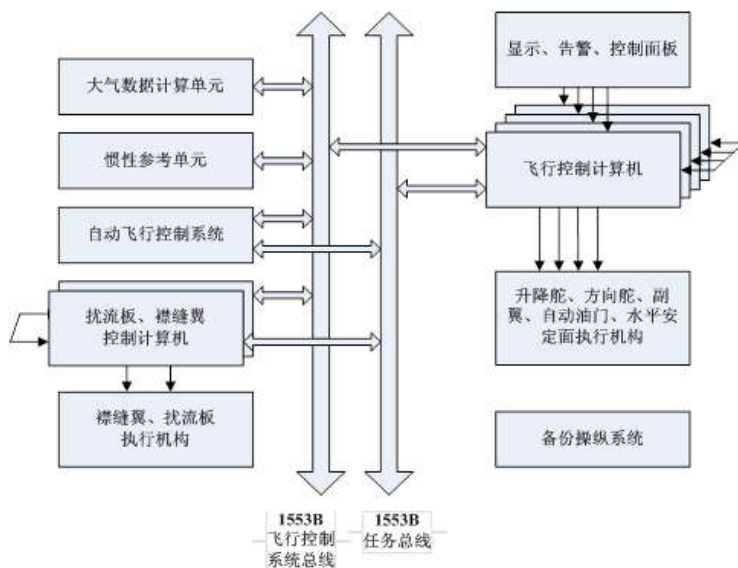 显示、告警、控制面板
大气数据计算单元
惯性参考单元
飞行控制计算机
自动飞行控制系统
扰流板、襟缝翼
控制计算机
升降舵、方向舵、副
翼、自动油门、水平安
定面执行机构
襟缝翼、扰流板
执行机构
备份操纵系统
1553B
飞行控制
系统总线
1553B
任务总线